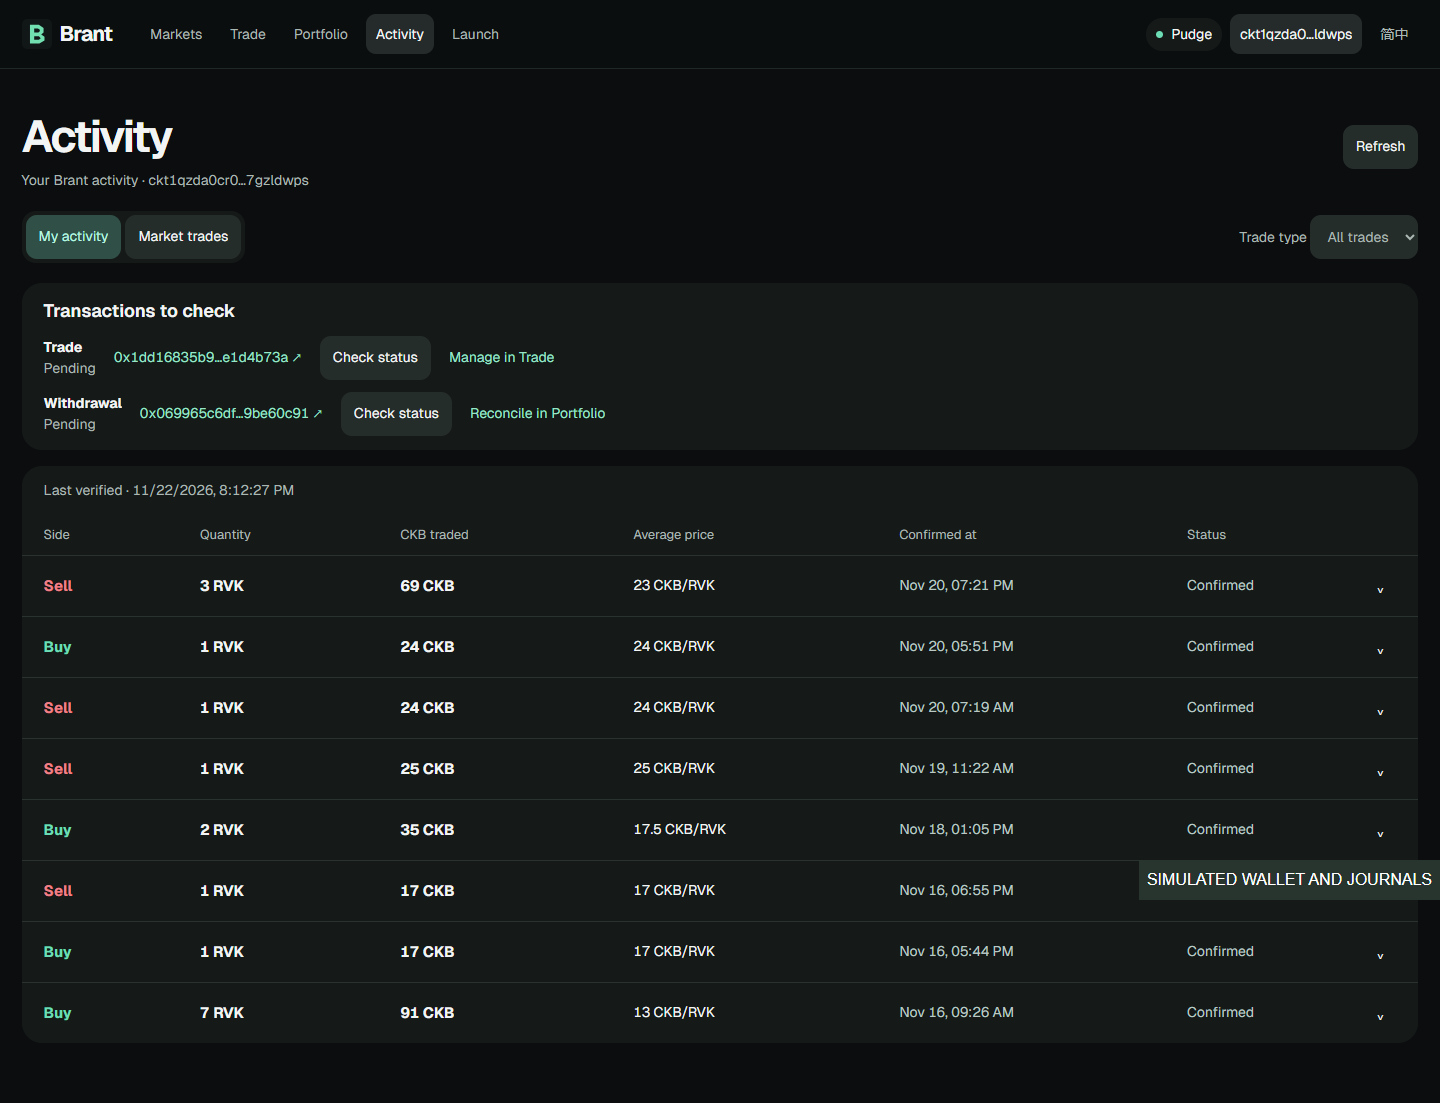 B Brant Markets Trade Portfolio Activity Launch Pudge ckt1qzda0...ldwps 简中
Activity
Refresh
Your Brant activity · ckt1qzda0cr0...7gzldwps
My activity Market trades Trade type All trades
Transactions to check
Trade
Pending
0x1dd16835b9...e1d4b73a ↗ Check status Manage in Trade
Withdrawal
Pending
0x069965c6df...9be60c91 ↗ Check status Reconcile in Portfolio
Last verified · 11/22/2026, 8:12:27 PM
Side Quantity CKB traded Average price Confirmed at Status
Sell 3 RVK 69 CKB 23 CKB/RVK Nov 20, 07:21 PM Confirmed v
Buy 1 RVK 24 CKB 24 CKB/RVK Nov 20, 05:51 PM Confirmed v
Sell 1 RVK 24 CKB 24 CKB/RVK Nov 20, 07:19 AM Confirmed v
Sell 1 RVK 25 CKB 25 CKB/RVK Nov 19, 11:22 AM Confirmed v
Buy 2 RVK 35 CKB 17.5 CKB/RVK Nov 18, 01:05 PM Confirmed v
Sell 1 RVK 17 CKB 17 CKB/RVK Nov 16, 06:55 PM
SIMULATED WALLET AND JOURNALS
Buy 1 RVK 17 CKB 17 CKB/RVK Nov 16, 05:44 PM Confirmed v
Buy 7 RVK 91 CKB 13 CKB/RVK Nov 16, 09:26 AM Confirmed v